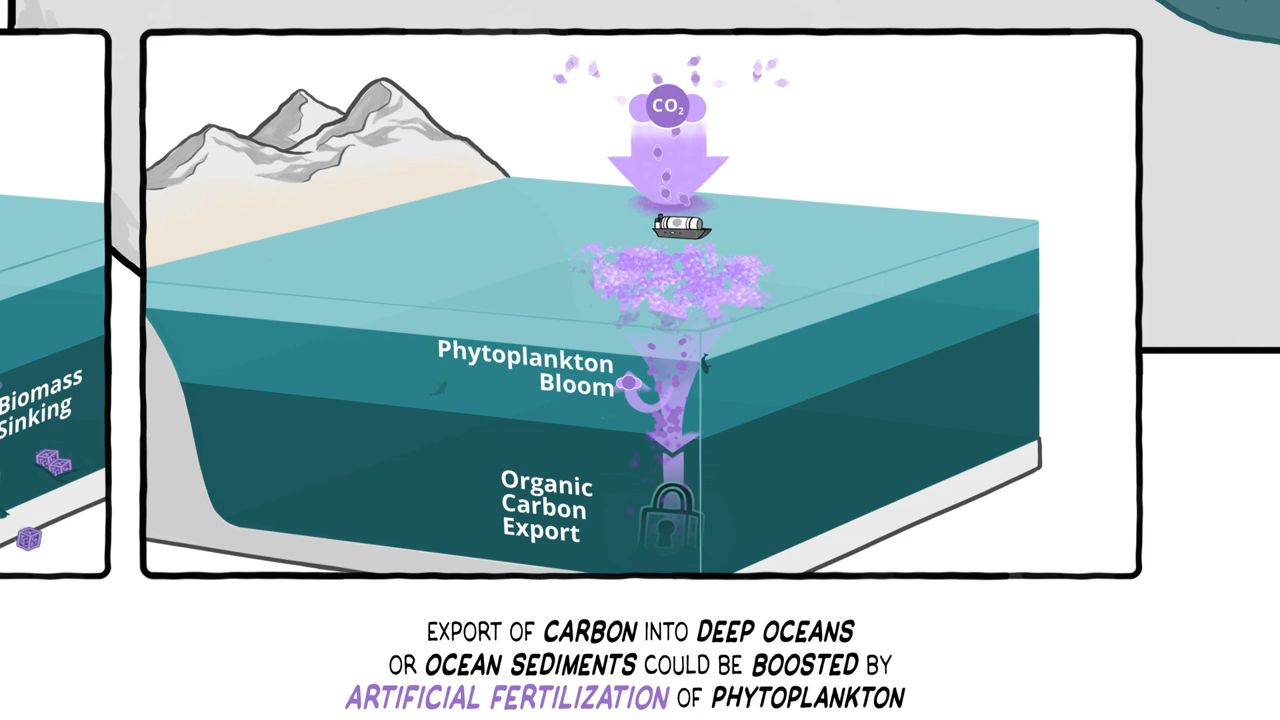 CO₂
Phytoplankton
Bloom
Biomass
Sinking
Organic
Carbon
Export
EXPORT OF CARBON INTO DEEP OCEANS
OR OCEAN SEDIMENTS COULD BE BOOSTED BY
ARTIFICIAL FERTILIZATION OF PHYTOPLANKTON